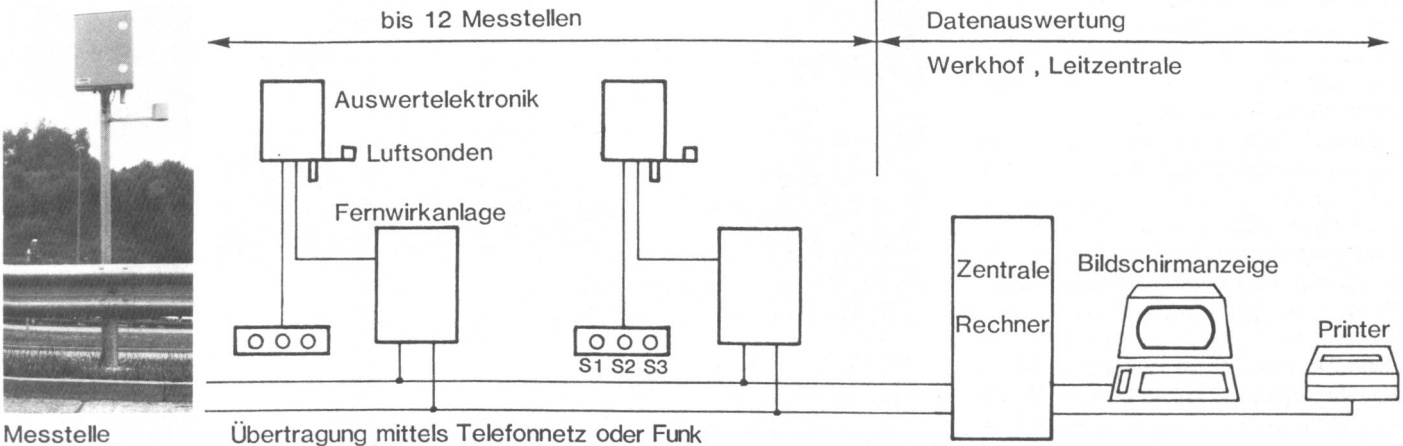 bis 12 Messtellen
Datenauswertung
Werkhof , Leitzentrale
Auswertelektronik
Luftsonden
Fernwirkanlage
Zentrale
Rechner
Bildschirmanzeige
Printer
S1 S2 S3
Messtelle
Übertragung mittels Telefonnetz oder Funk